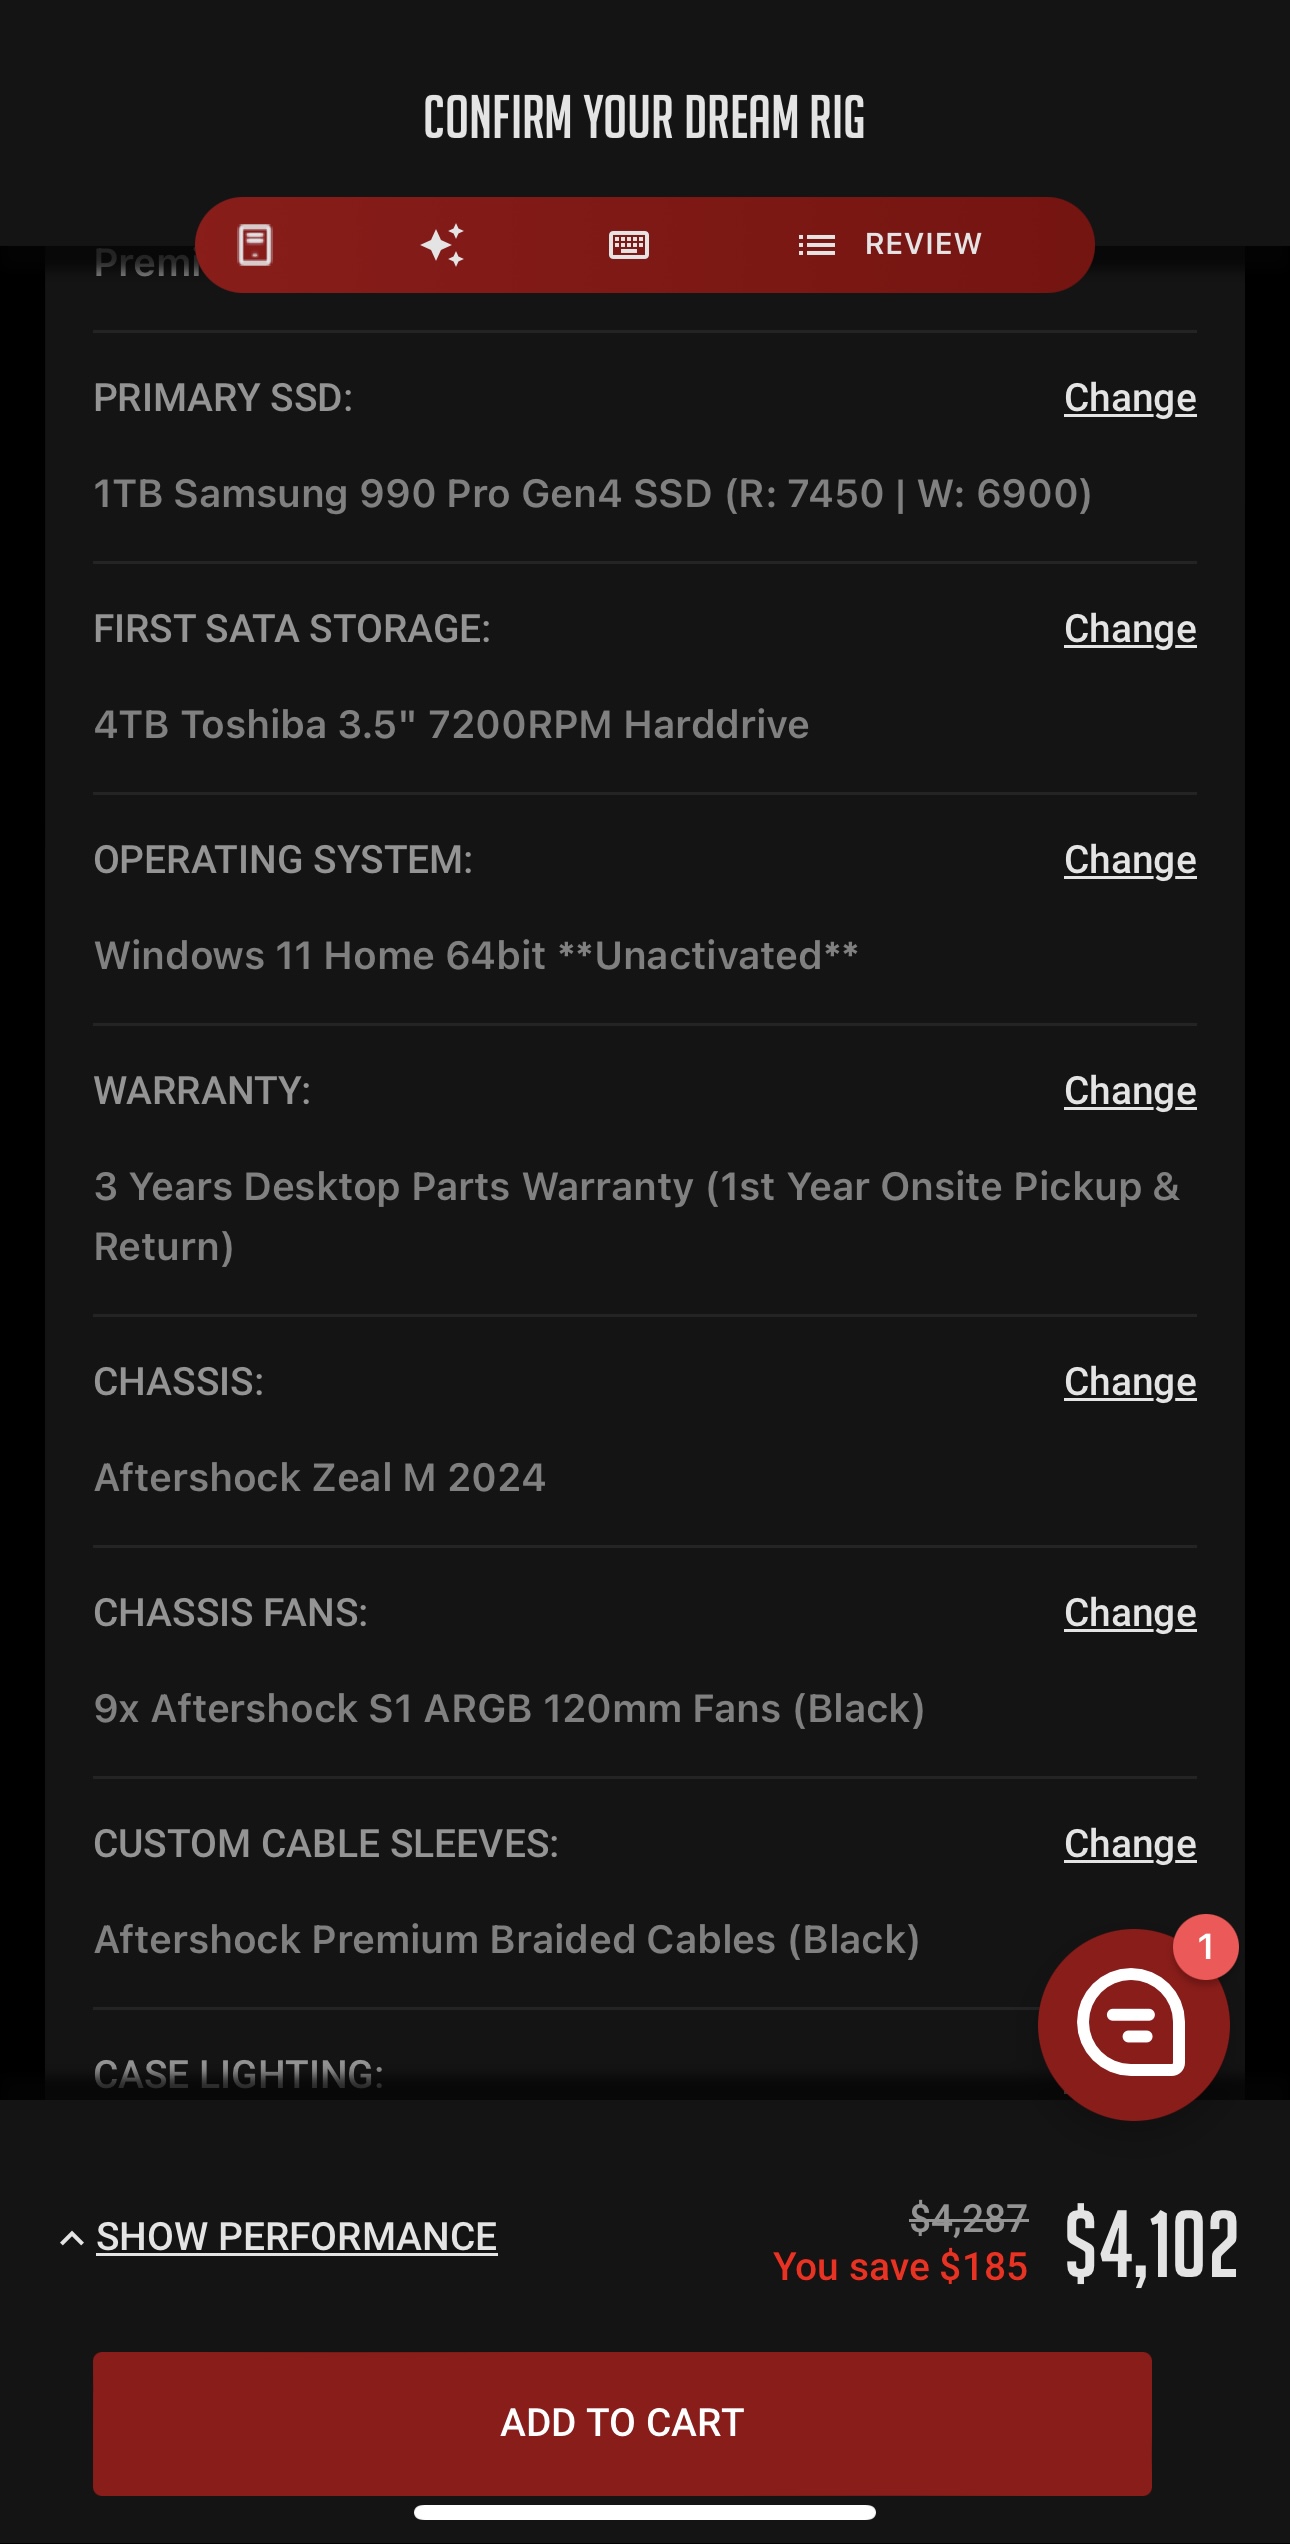 CONFIRM YOUR DREAM RIG
REVIEW
PRIMARY SSD:
Change
1TB Samsung 990 Pro Gen4 SSD (R: 7450 | W: 6900)
FIRST SATA STORAGE:
Change
4TB Toshiba 3.5" 7200RPM Harddrive
OPERATING SYSTEM:
Change
Windows 11 Home 64bit **Unactivated**
WARRANTY:
Change
3 Years Desktop Parts Warranty (1st Year Onsite Pickup &
Return)
CHASSIS:
Change
Aftershock Zeal M 2024
CHASSIS FANS:
Change
9x Aftershock S1 ARGB 120mm Fans (Black)
CUSTOM CABLE SLEEVES:
Change
Aftershock Premium Braided Cables (Black)
1
CASE LIGHTING:
SHOW PERFORMANCE
$4,287
You save $185
$4,102
ADD TO CART